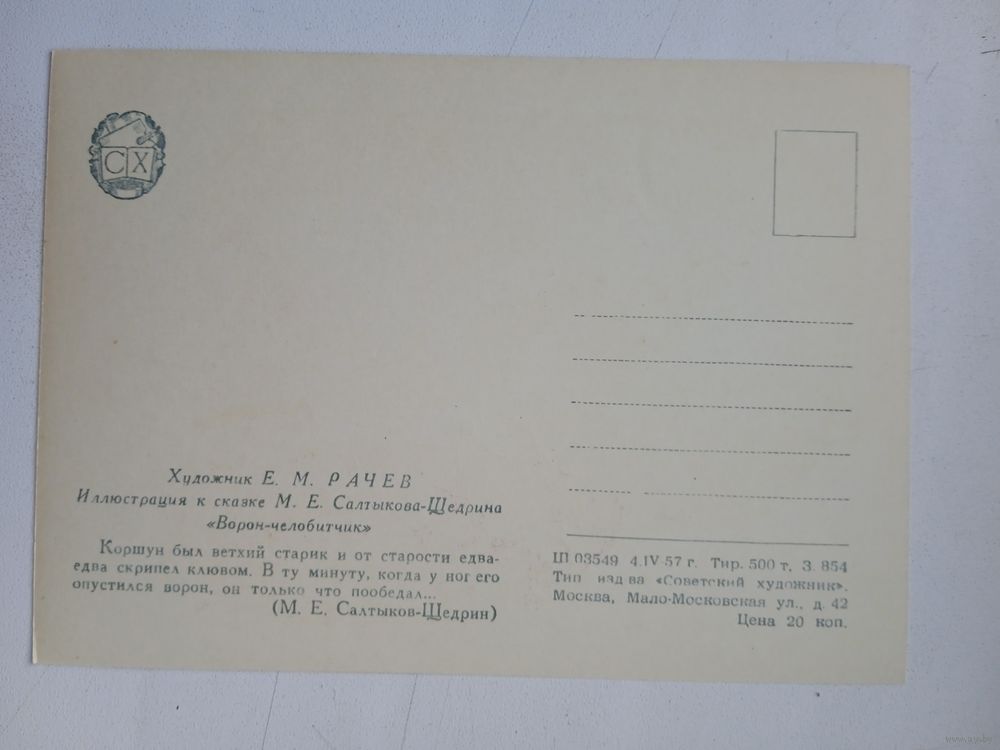 СХ
Художник Е. М. РАЧЕВ
Иллюстрация к сказке М. Е. Салтыкова-Щедрина
«Ворон-челобитчик»
Коршун был ветхий старик и от старости едва-
едва скрипел клювом. В ту минуту, когда у ног его
опустился ворон, он только что пообедал...
(М. Е. Салтыков-Щедрин)
Ш 03549 4.IV-57 г. Тир. 500 т. З. 854
Тип изд ва «Советский художник».
Москва, Мало-Московская ул., д. 42
Цена 20 коп.